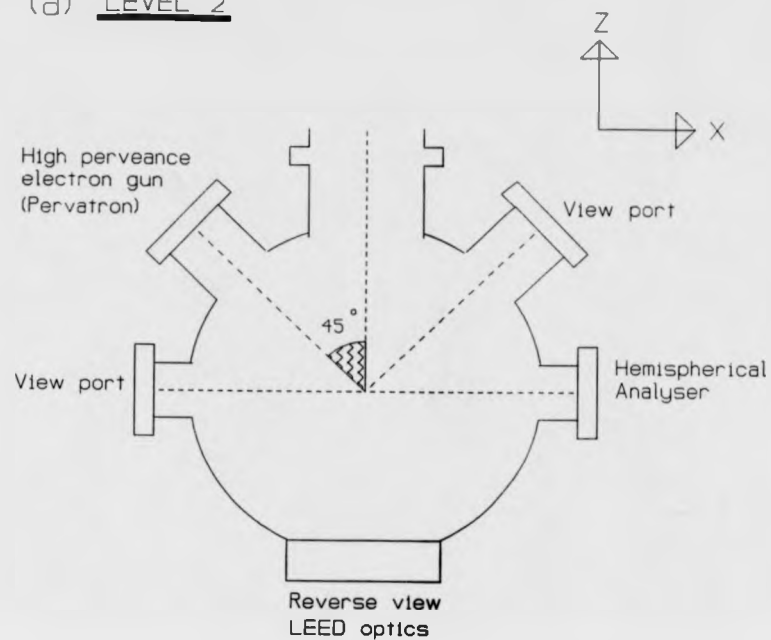 (a) LEVEL 2
Z
X
High perveance
electron gun
(Pervatron)
View port
45°
View port
Hemispherical
Analyser
Reverse view
LEED optics